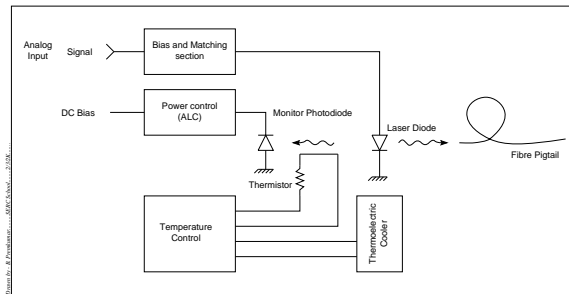 Analog
Input
Signal
Bias and Matching
section
DC Bias
Power control
(ALC)
Monitor Photodiode
Laser Diode
Fibre Pigtail
Thermistor
Temperature
Control
Thermoelectric
Cooler